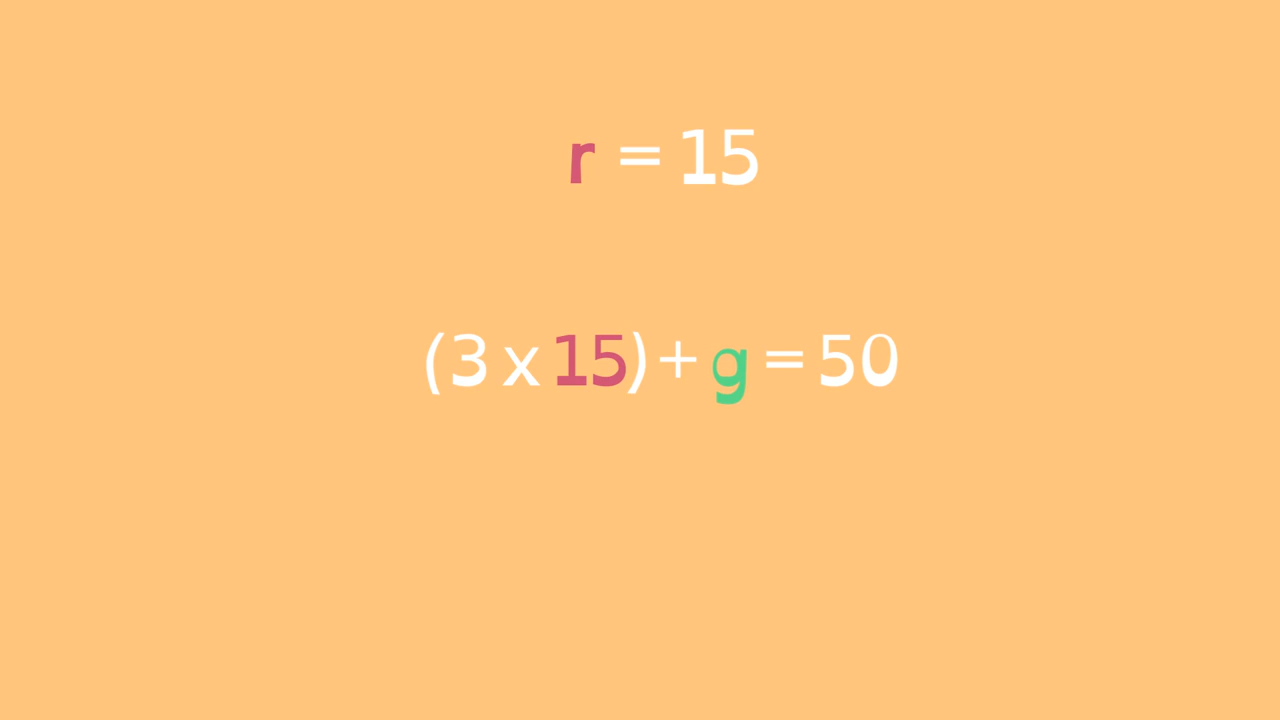 r = 15
(3 x 15) + g = 50